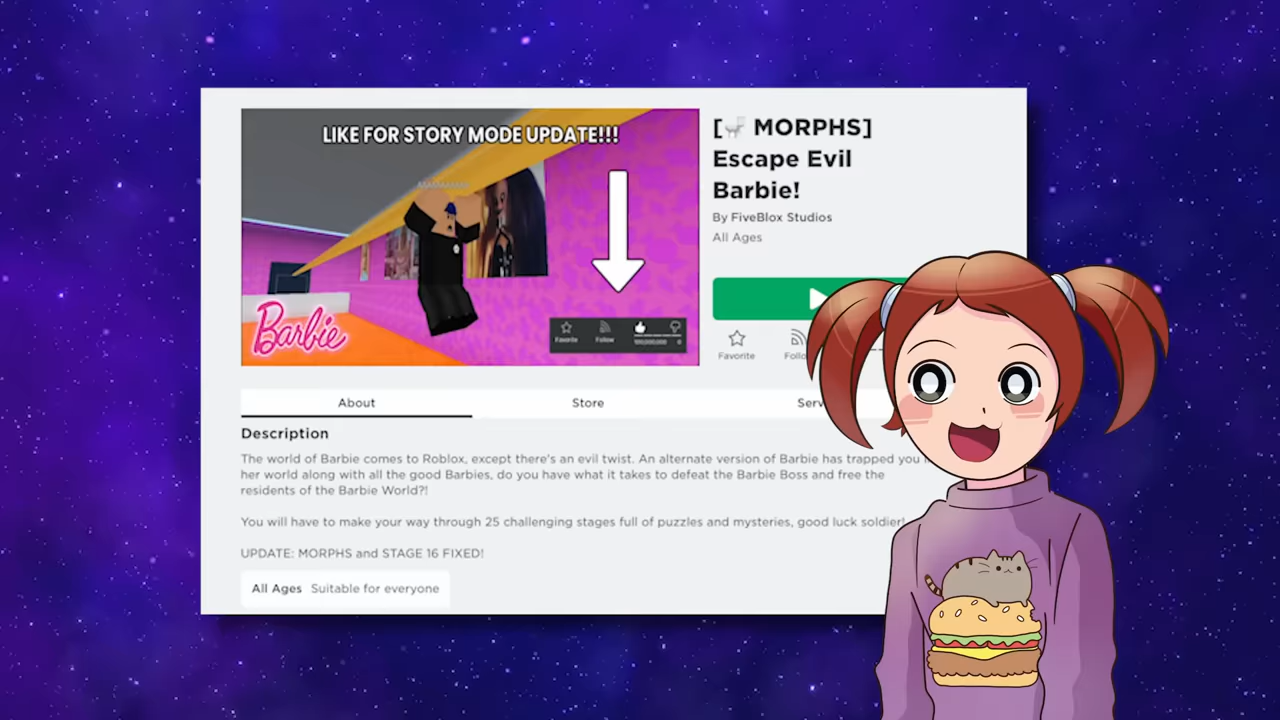 LIKE FOR STORY MODE UPDATE!!!
Barbie
Favorite
Follow
[MORPHS]
Escape Evil
Barbie!
By FiveBlox Studios
All Ages
Favorite
About
Store
Description
The world of Barbie comes to Roblox, except there's an evil twist. An alternate version of Barbie has trapped you
her world along with all the good Barbies, do you have what it takes to defeat the Barbie Boss and free the
residents of the Barbie World?!
You will have to make your way through 25 challenging stages full of puzzles and mysteries, good luck soldier!
UPDATE: MORPHS and STAGE 16 FIXED!
All Ages Suitable for everyone